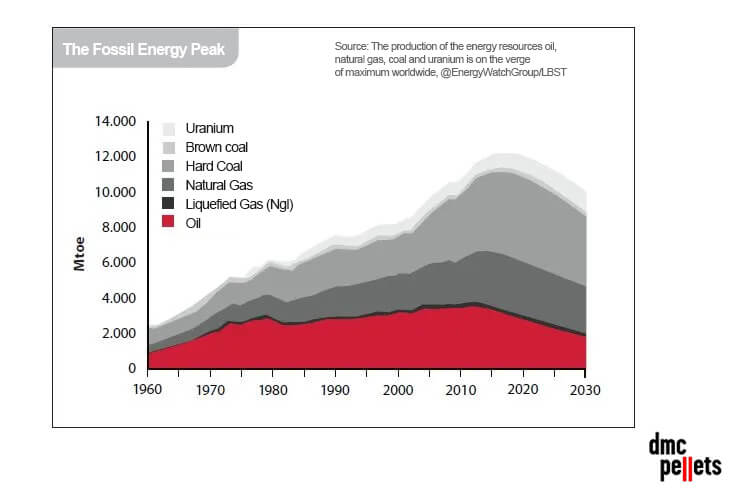 The Fossil Energy Peak
Source: The production of the energy resources oil,
natural gas, coal and uranium is on the verge
of maximum worldwide, @EnergyWatchGroup/LBST
14.000
12.000
10.000
8.000
6.000
4.000
2.000
0
Mtoe
Uranium
Brown coal
Hard Coal
Natural Gas
Liquefied Gas (Ngl)
Oil
1960
1970
1980
1990
2000
2010
2020
2030
dmc
pellets